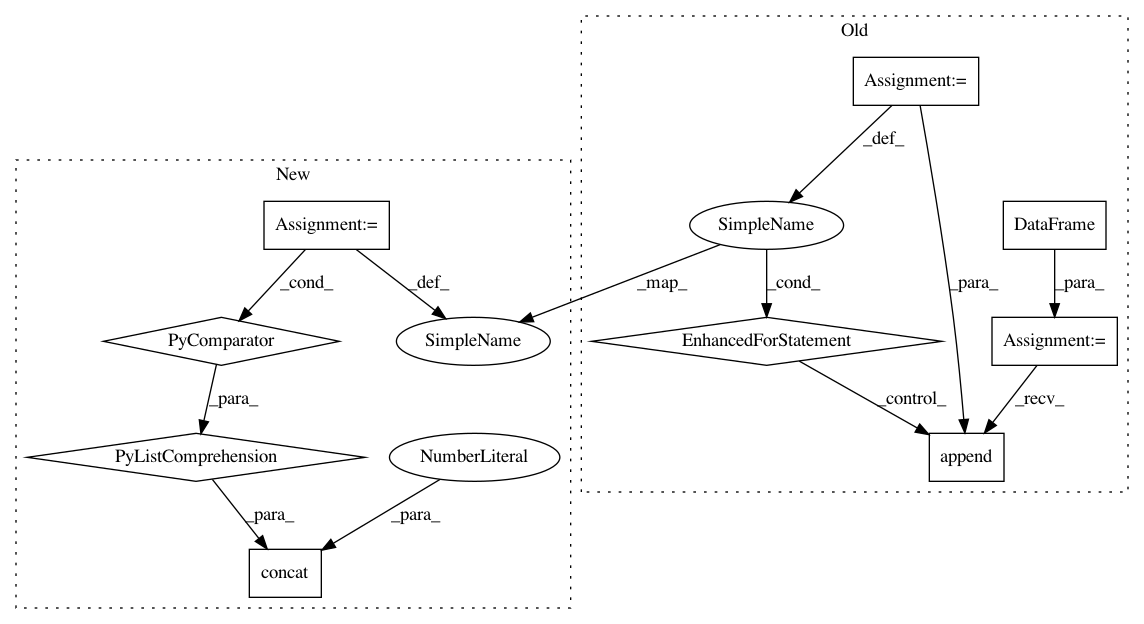 Old
Assignment:=
_def_
New
Assignment:=
SimpleName
DataFrame
_cond_
_def_
_map_
_cond_
_para_
_para_
PyComparator
SimpleName
EnhancedForStatement
Assignment:=
_para_
_control_
_recv_
PyListComprehension
NumberLiteral
append
_para_
_para_
concat